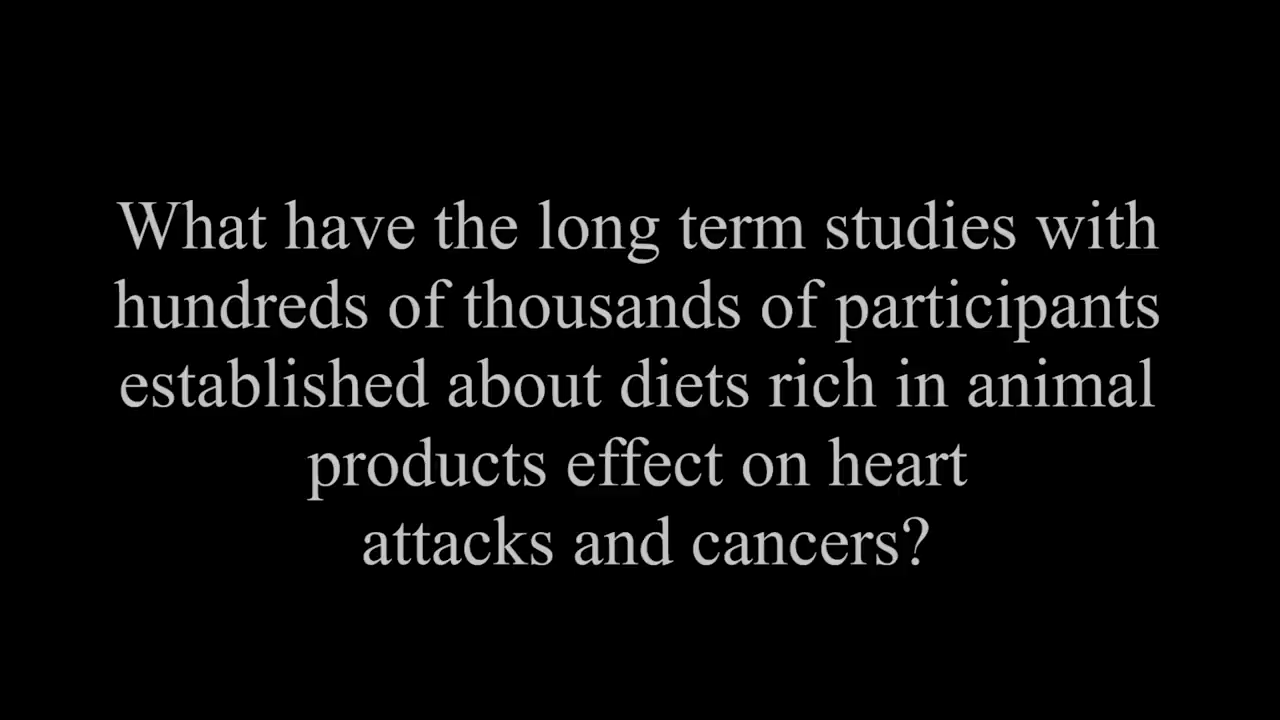 What have the long term studies with
hundreds of thousands of participants
established about diets rich in animal
products effect on heart
attacks and cancers?